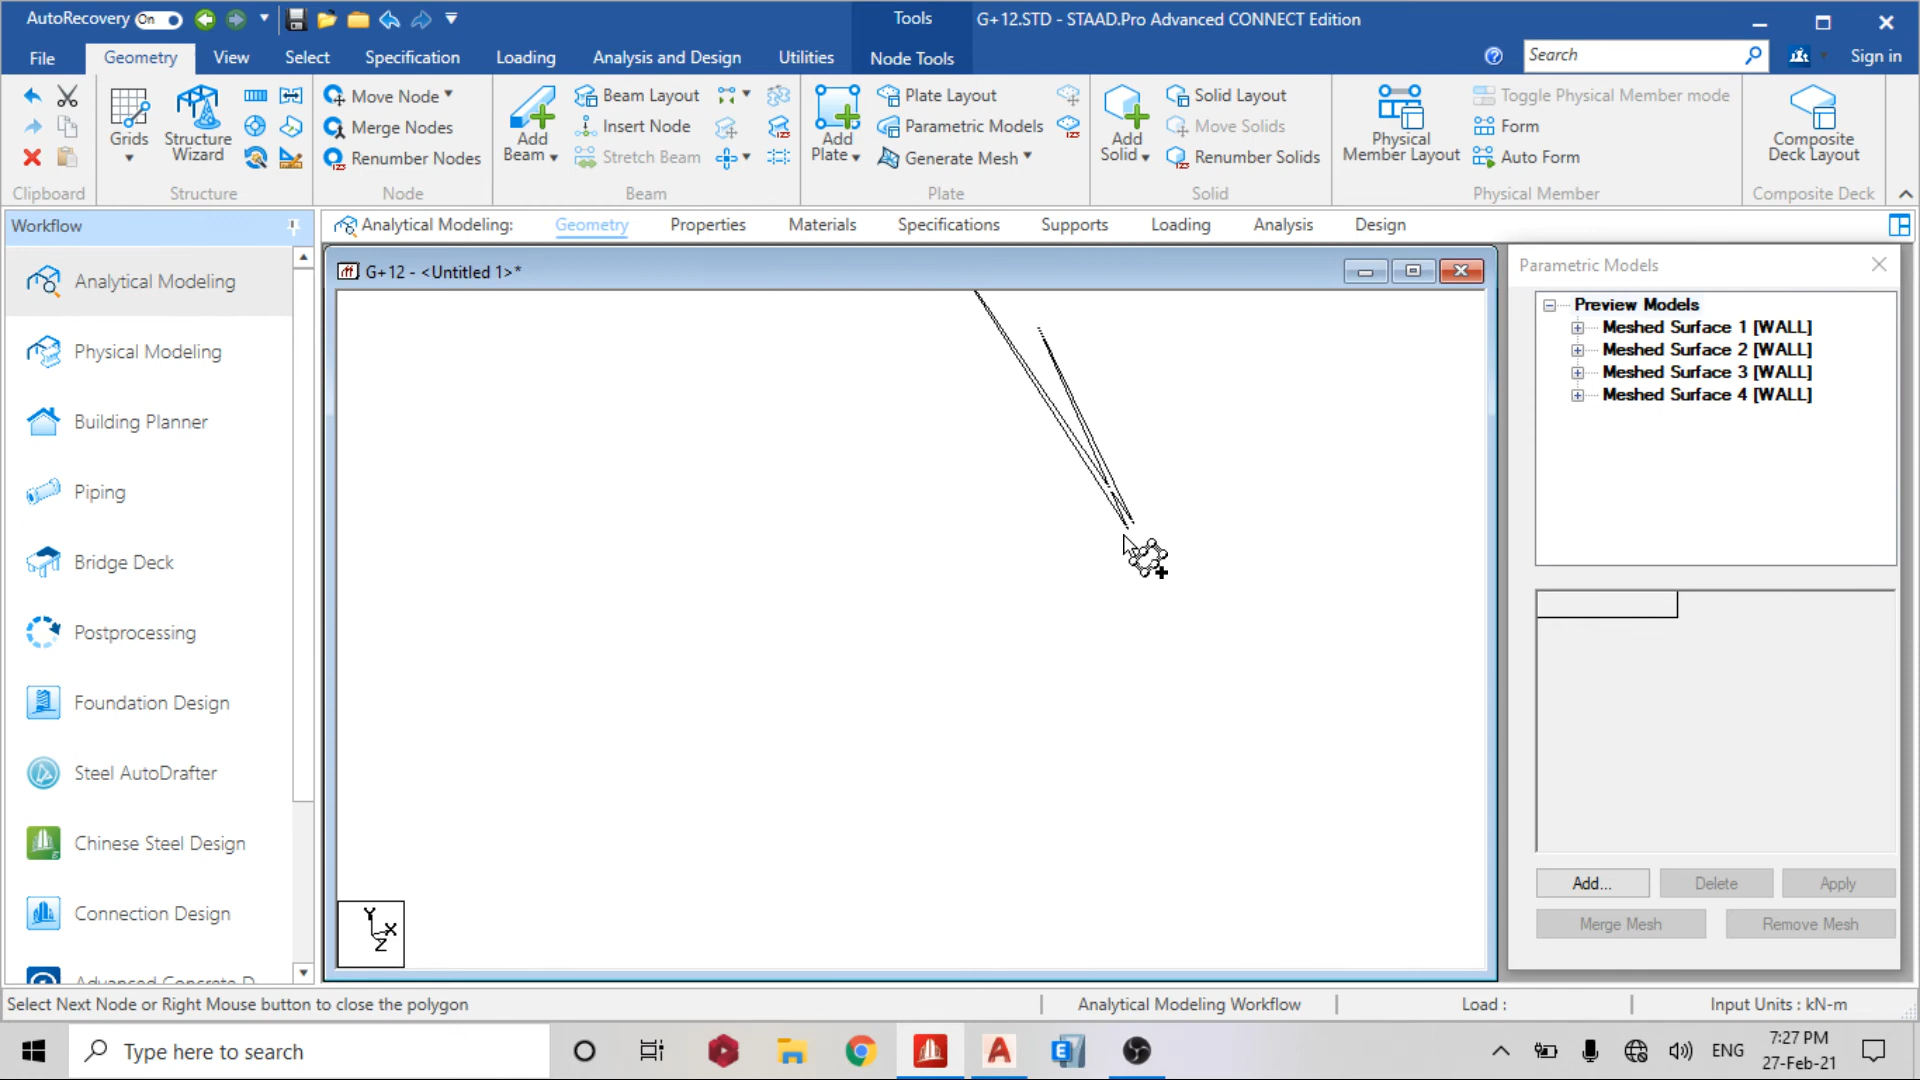 AutoRecovery On
G+12.STD - STAAD.Pro Advanced CONNECT Edition
Tools
File Geometry View Select Specification Loading Analysis and Design Utilities Node Tools
Search
Sign in
Grids
Structure Wizard
Move Node
Merge Nodes
Renumber Nodes
Add Beam
Beam Layout
Insert Node
Stretch Beam
Add Plate
Plate Layout
Parametric Models
Generate Mesh
Add Solid
Solid Layout
Move Solids
Renumber Solids
Physical Member Layout
Toggle Physical Member mode
Form
Auto Form
Composite Deck Layout
Clipboard Structure Node Beam Plate Solid Physical Member Composite Deck
Workflow
Analytical Modeling: Geometry Properties Materials Specifications Supports Loading Analysis Design
Analytical Modeling
Physical Modeling
Building Planner
Piping
Bridge Deck
Postprocessing
Foundation Design
Steel AutoDrafter
Chinese Steel Design
Connection Design
Advanced Concrete D
G+12 - <Untitled 1>*
Y
X
Z
Parametric Models
Preview Models
Meshed Surface 1 [WALL]
Meshed Surface 2 [WALL]
Meshed Surface 3 [WALL]
Meshed Surface 4 [WALL]
Add... Delete Apply
Merge Mesh Remove Mesh
Select Next Node or Right Mouse button to close the polygon
Analytical Modeling Workflow
Load :
Input Units : kN-m
Type here to search
ENG
7:27 PM
27-Feb-21